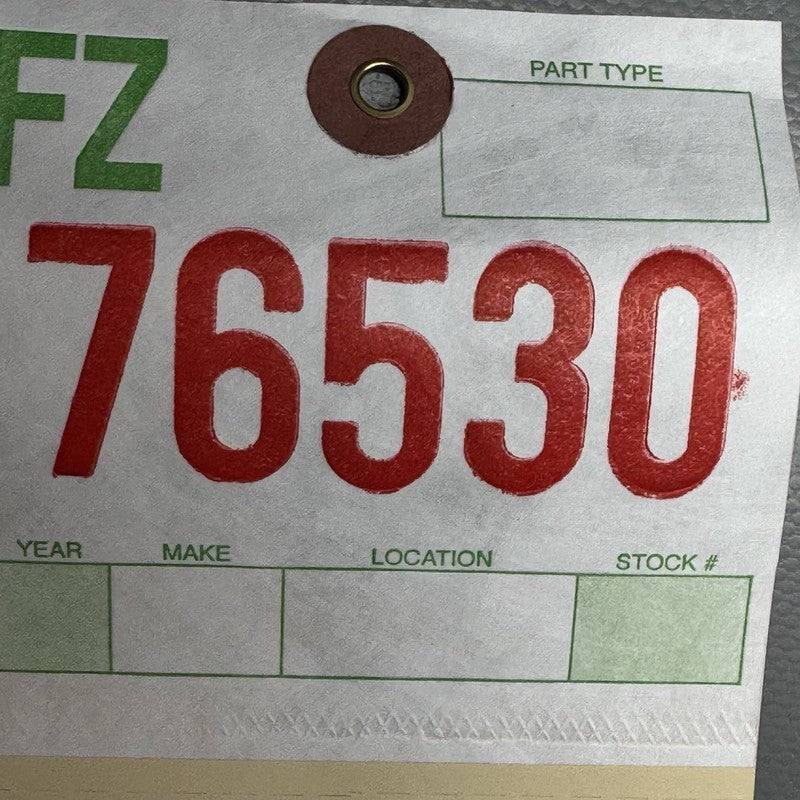 FZ
PART TYPE
76530
YEAR MAKE LOCATION STOCK #